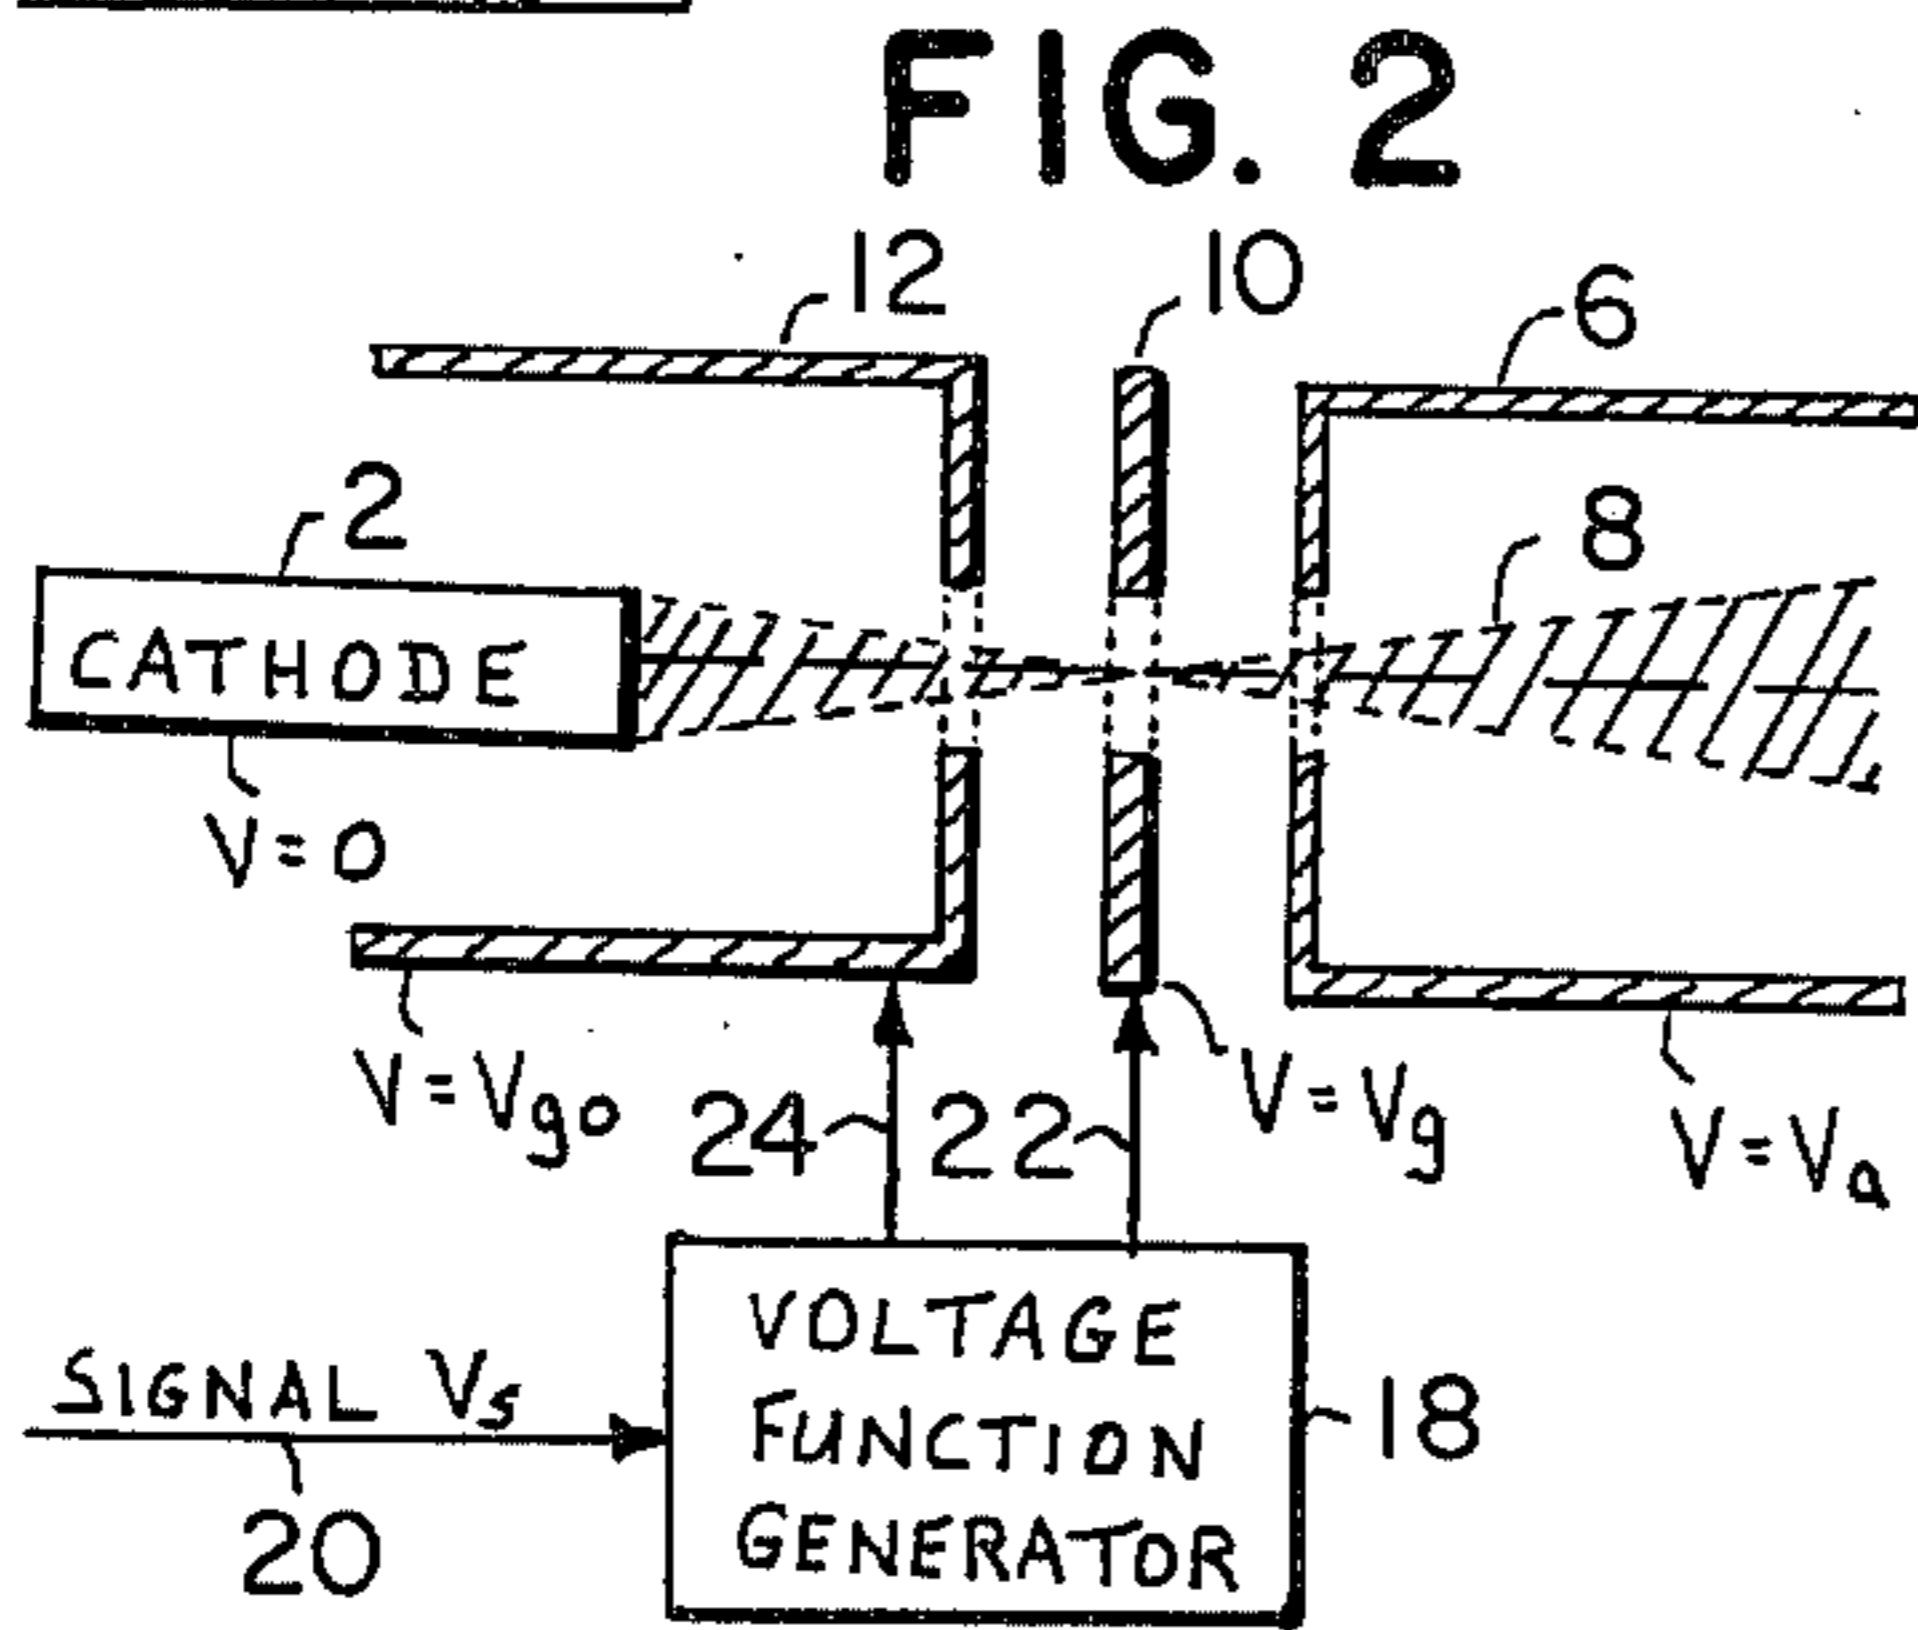 FIG. 2
12
10
6
2
8
CATHODE
V=0
V=Vgo
24
22
V=Vg
V=Va
VOLTAGE
FUNCTION
GENERATOR
SIGNAL Vs
18
20